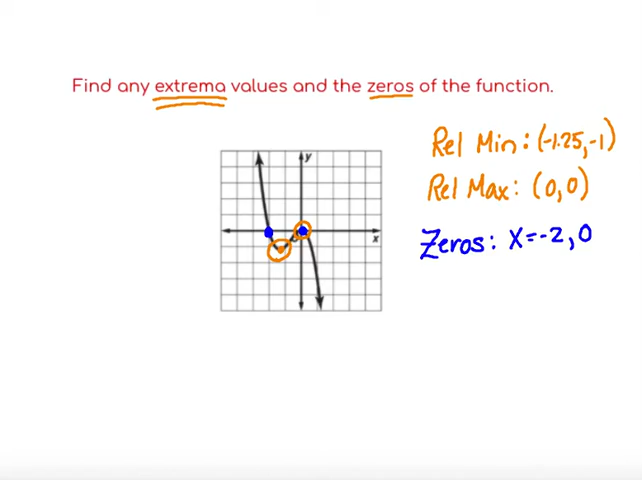 Find any extrema values and the zeros of the function.
Rel Min: (-1.25, -1)
Rel Max: (0, 0)
Zeros: X = -2, 0
y
x